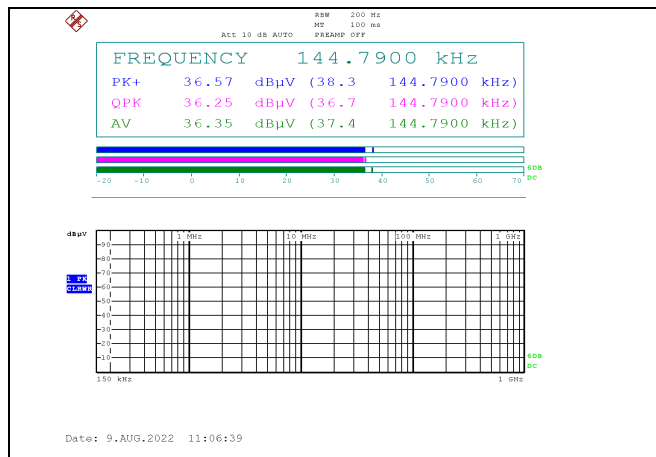 RBW 200 Hz
MT 100 ms
Att 10 dB AUTO PREAMP OFF
FREQUENCY 144.7900 kHz
PK+ 36.57 dBµV (38.3 144.7900 kHz)
QPK 36.25 dBµV (36.7 144.7900 kHz)
AV 36.35 dBµV (37.4 144.7900 kHz)
6DB
DC
-20 -10 0 10 20 30 40 50 60 70
dBµV
1 MHz 10 MHz 100 MHz 1 GHz
90
80
70
1 PK
CLRWR
60
50
40
30
20
10
6DB
DC
150 kHz 1 GHz
Date: 9.AUG.2022 11:06:39